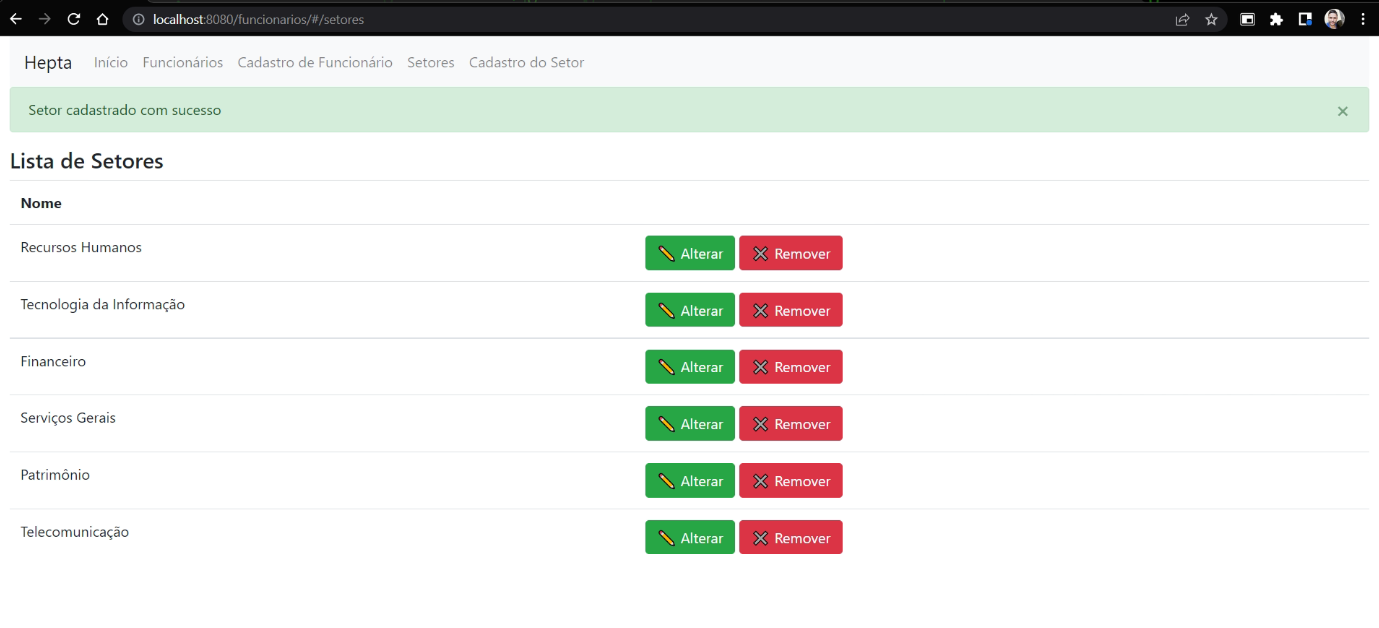 localhost:8080/funcionarios/#/setores
Hepta Início Funcionários Cadastro de Funcionário Setores Cadastro do Setor
Setor cadastrado com sucesso ×
Lista de Setores
Nome
Recursos Humanos Alterar Remover
Tecnologia da Informação Alterar Remover
Financeiro Alterar Remover
Serviços Gerais Alterar Remover
Patrimônio Alterar Remover
Telecomunicação Alterar Remover